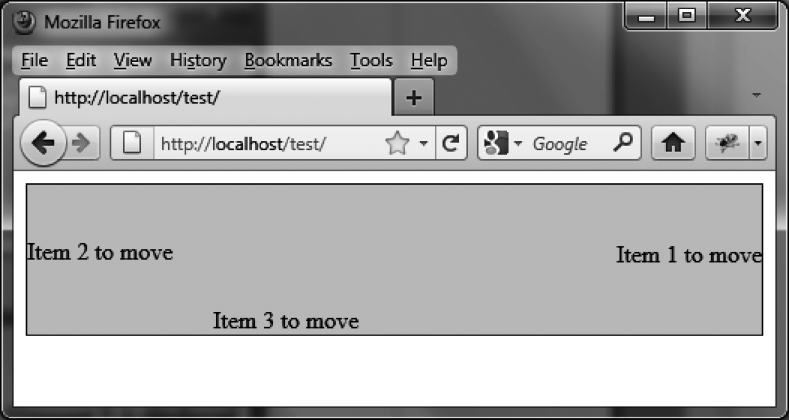 Mozilla Firefox
File Edit View History Bookmarks Tools Help
http://localhost/test/
http://localhost/test/ Google
Item 2 to move
Item 1 to move
Item 3 to move